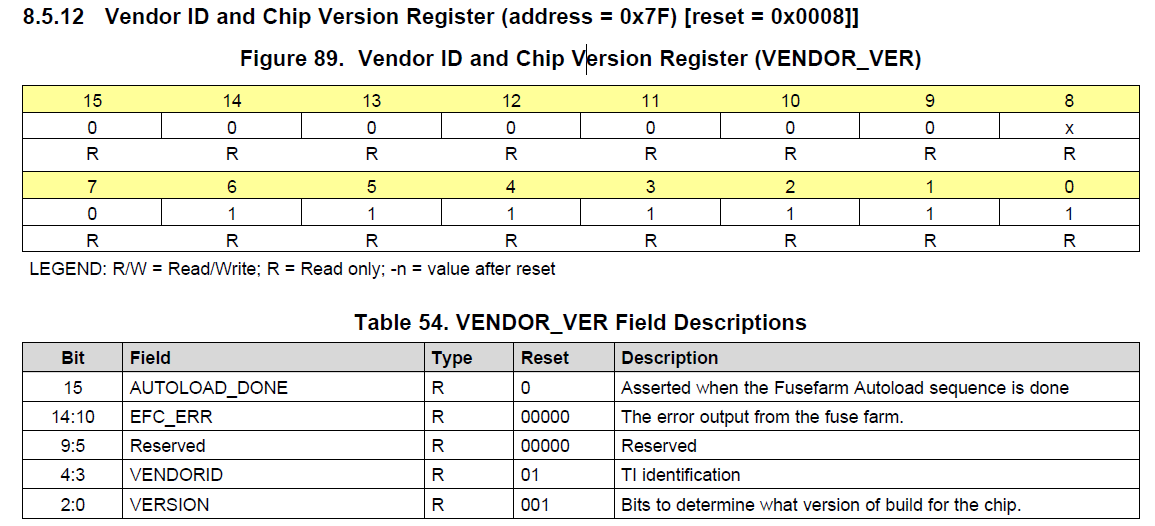 8.5.12 Vendor ID and Chip Version Register (address = 0x7F) [reset = 0x0008]]
Figure 89. Vendor ID and Chip Version Register (VENDOR_VER)
15 14 13 12 11 10 9 8
0 0 0 0 0 0 0 x
R R R R R R R R
7 6 5 4 3 2 1 0
0 1 1 1 1 1 1 1
R R R R R R R R
LEGEND: R/W = Read/Write; R = Read only; -n = value after reset
Table 54. VENDOR_VER Field Descriptions
Bit Field Type Reset Description
15 AUTOLOAD_DONE R 0 Asserted when the Fusefarm Autoload sequence is done
14:10 EFC_ERR R 00000 The error output from the fuse farm.
9:5 Reserved R 00000 Reserved
4:3 VENDORID R 01 TI identification
2:0 VERSION R 001 Bits to determine what version of build for the chip.